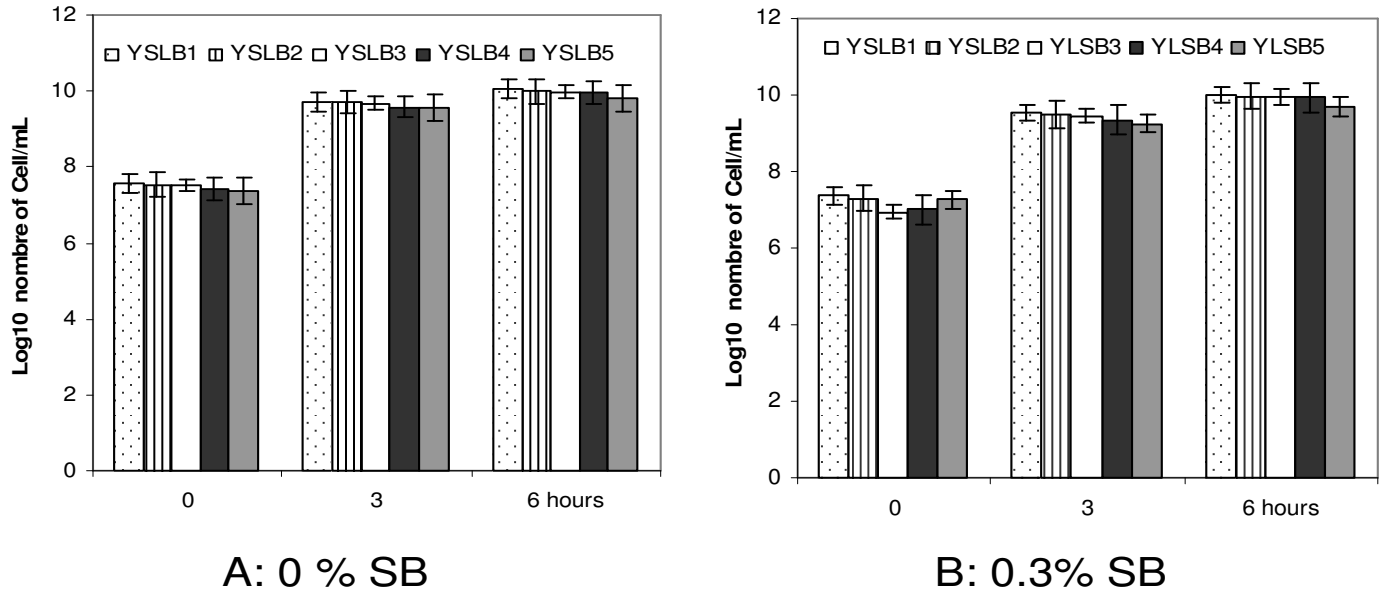 12
10
8
6
4
2
0
Log10 nombre of Cell/mL
YSLB1 YSLB2 YSLB3 YSLB4 YSLB5
0 3 6 hours
A: 0 % SB
12
10
8
6
4
2
0
Log10 nombre of Cell/mL
YSLB1 YSLB2 YLSB3 YLSB4 YLSB5
0 3 6 hours
B: 0.3% SB